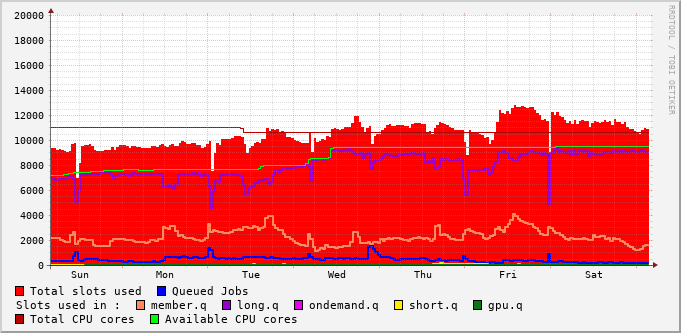 RRDTOOL / TOBI OETIKER
20000
18000
16000
14000
12000
10000
8000
6000
4000
2000
0
Sun Mon Tue Wed Thu Fri Sat
Total slots used Queued Jobs
Slots used in : member.q long.q ondemand.q short.q gpu.q
Total CPU cores Available CPU cores